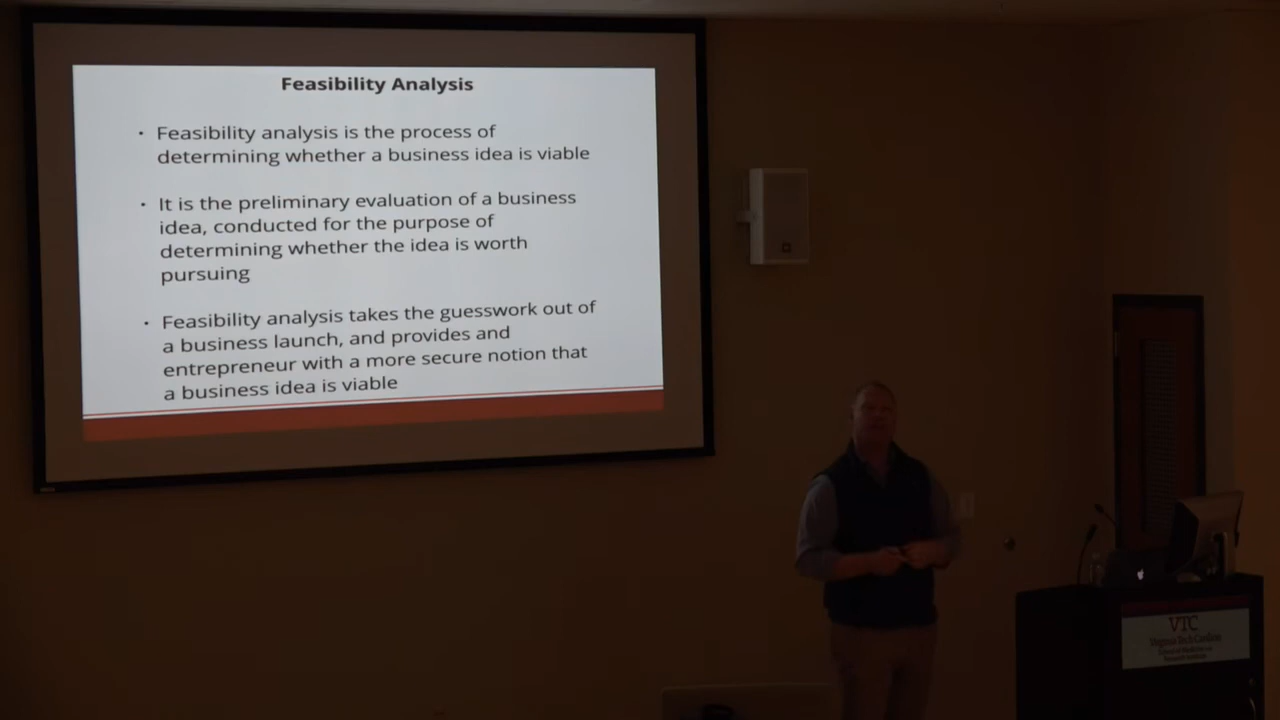 Feasibility Analysis
· Feasibility analysis is the process of
determining whether a business idea is viable
· It is the preliminary evaluation of a business
idea, conducted for the purpose of
determining whether the idea is worth
pursuing
· Feasibility analysis takes the guesswork out of
a business launch, and provides and
entrepreneur with a more secure notion that
a business idea is viable
VTC
Virginia Tech Carilion